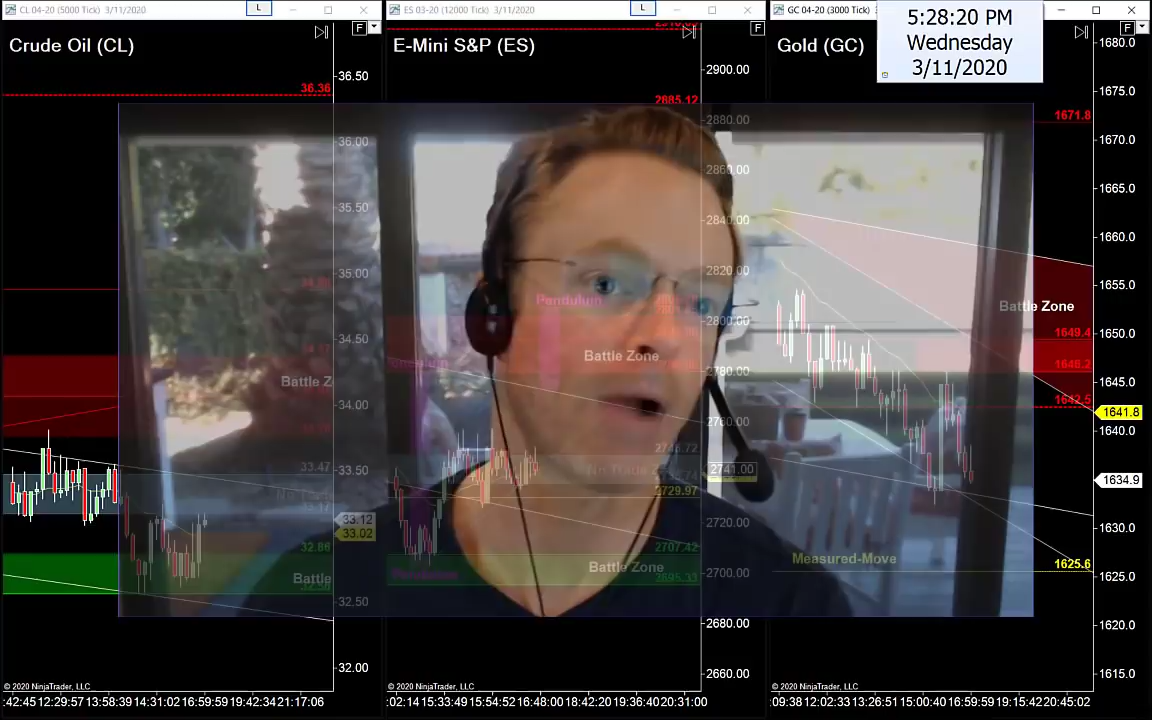 CL 04-20 (5000 Tick) 3/11/2020
L
F
Crude Oil (CL)
36.50
36.36
36.00
35.50
35.00
34.50
Battle Z
34.00
33.50
33.47
33.12
33.02
32.86
Battle
32.50
32.00
© 2020 NinjaTrader, LLC
:42:45 12:29:57 13:58:39 14:31:02 16:59:59 19:42:34 21:17:06
ES 03-20 (12000 Tick) 3/11/2020
L
F
E-Mini S&P (ES)
2900.00
2885.12
2880.00
2860.00
2840.00
2820.00
Pendulum
2800.00
Battle Zone
2780.00
2760.00
2746.72
2741.00
2729.97
2720.00
2707.42
Battle Zone
2700.00
Pendulum
2695.33
2680.00
2660.00
© 2020 NinjaTrader, LLC
:02:14 15:33:49 15:54:52 16:48:00 18:42:00 19:36:40 20:31:00
GC 04-20 (3000 Tick) 3
F
Gold (GC)
5:28:20 PM
Wednesday
3/11/2020
1680.0
1675.0
1671.8
1670.0
1665.0
1660.0
1655.0
Battle Zone
1650.0
1649.4
1646.2
1645.0
1642.5
1641.8
1640.0
1634.9
1630.0
Measured-Move
1625.6
1625.0
1620.0
1615.0
© 2020 NinjaTrader, LLC
:09:38 12:02:33 13:26:51 15:00:00 16:59:59 19:15:42 20:45:02